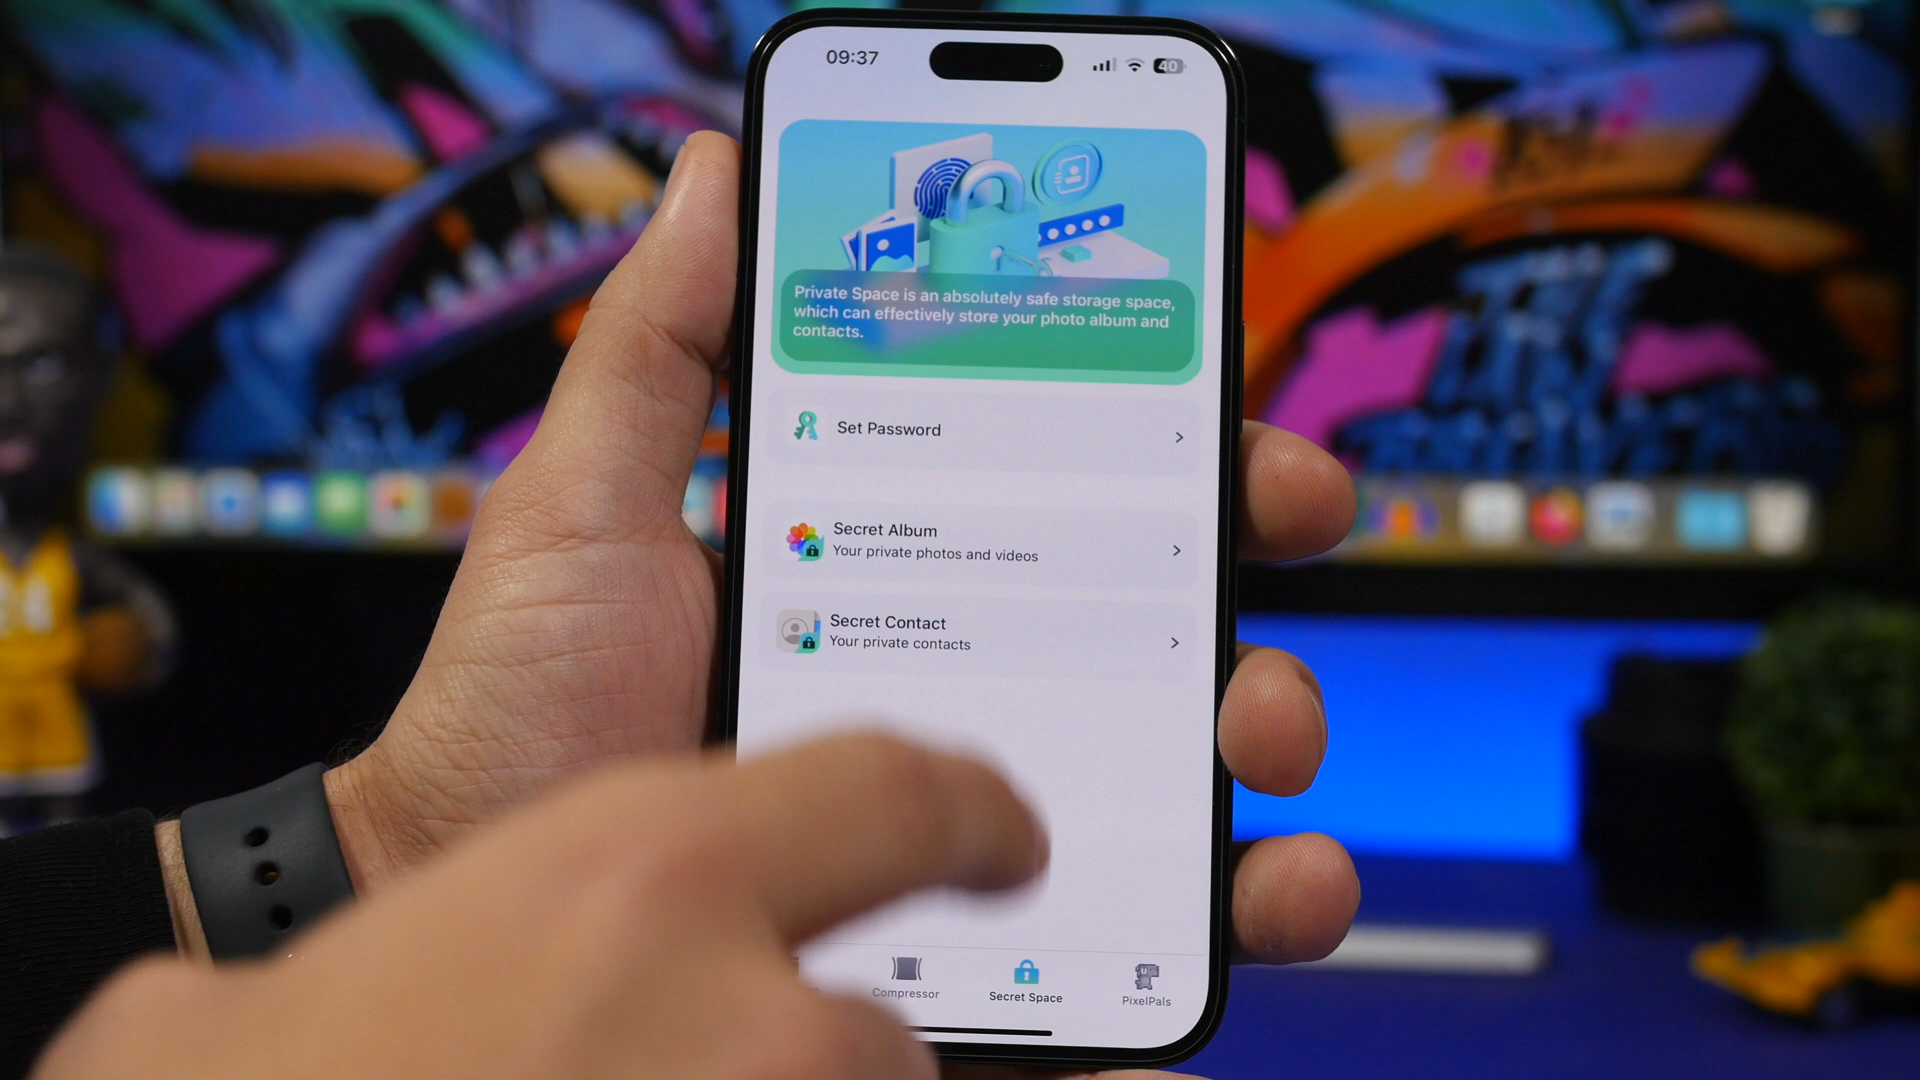 09:37
40
Private Space is an absolutely safe storage space,
which can effectively store your photo album and
contacts.
Set Password
Secret Album
Your private photos and videos
Secret Contact
Your private contacts
Compressor
Secret Space
PixelPals
24